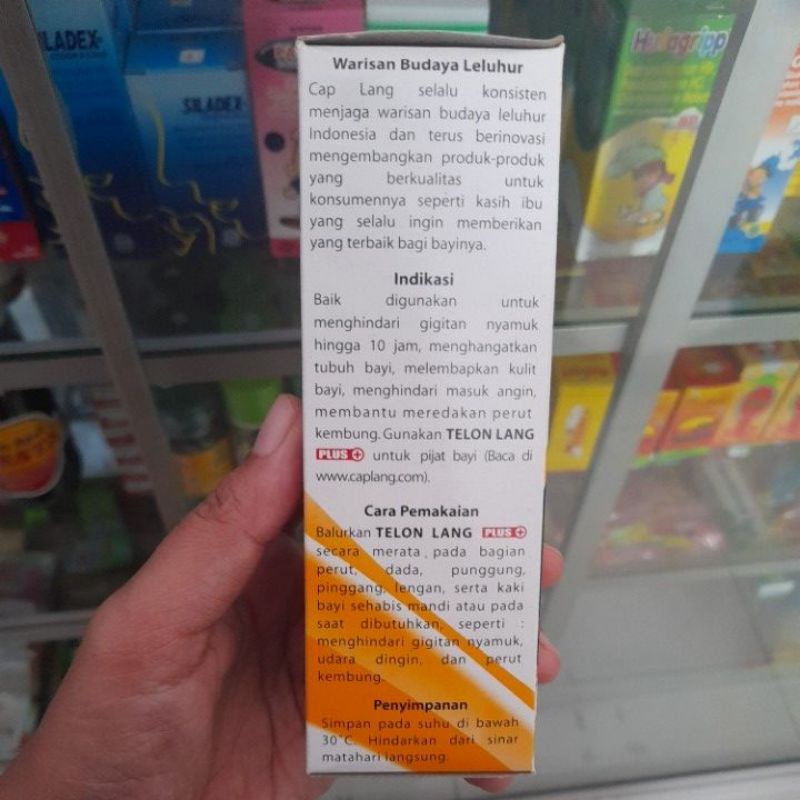 Warisan Budaya Leluhur
Cap Lang selalu konsisten
menjaga warisan budaya leluhur
Indonesia dan terus berinovasi
mengembangkan produk-produk
yang berkualitas untuk
konsumennya seperti kasih ibu
yang selalu ingin memberikan
yang terbaik bagi bayinya.
Indikasi
Baik digunakan untuk
menghindari gigitan nyamuk
hingga 10 jam, menghangatkan
tubuh bayi, melembapkan kulit
bayi, menghindari masuk angin,
membantu meredakan perut
kembung. Gunakan TELON LANG
PLUS + untuk pijat bayi (Baca di
www.caplang.com).
Cara Pemakaian
Balurkan TELON LANG PLUS +
secara merata pada bagian
perut, dada, punggung,
pinggang, lengan, serta kaki
bayi sehabis mandi atau pada
saat dibutuhkan, seperti :
menghindari gigitan nyamuk,
udara dingin, dan perut
kembung.
Penyimpanan
Simpan pada suhu di bawah
30°C. Hindarkan dari sinar
matahari langsung.
SILADEX
SILADEX